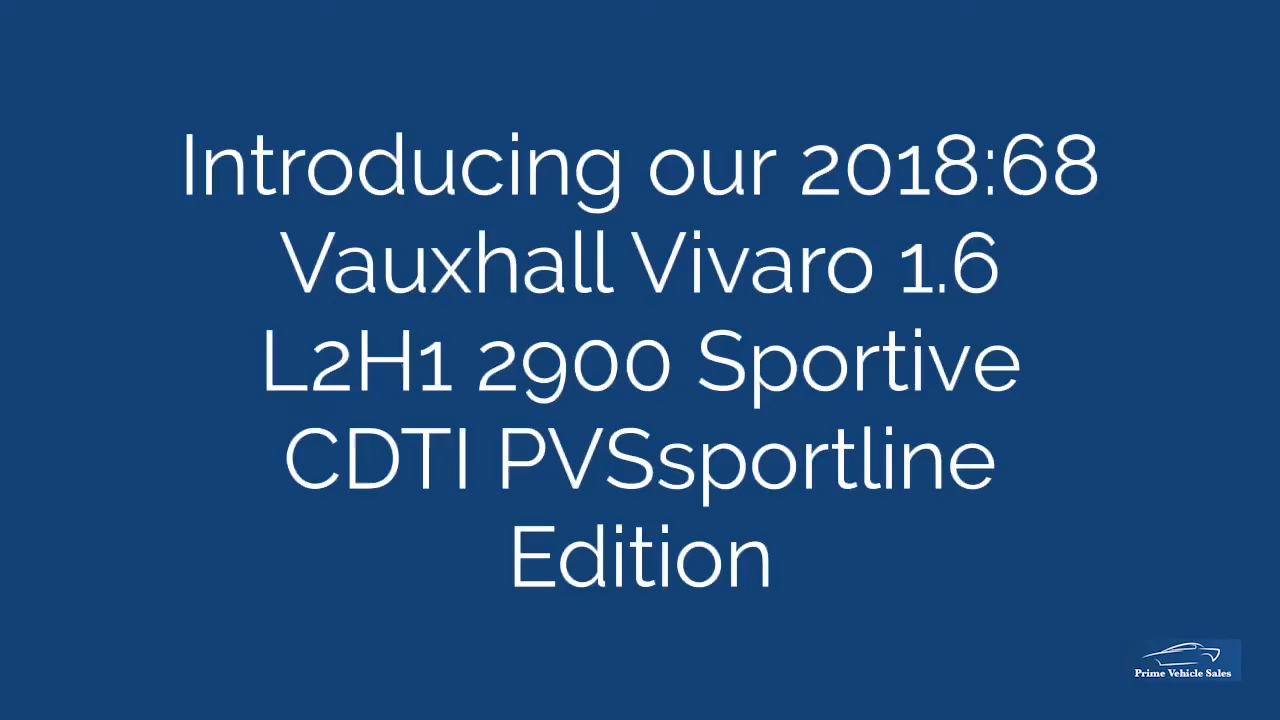 Introducing our 2018:68
Vauxhall Vivaro 1.6
L2H1 2900 Sportive
CDTI PVSsportline
Edition
Prime Vehicle Sales